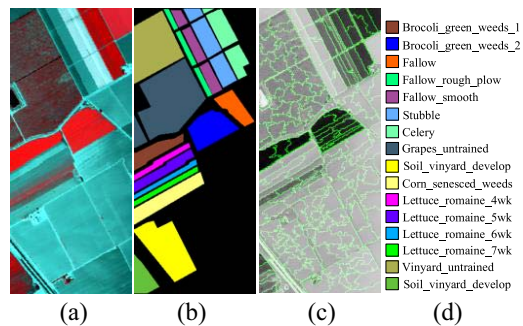 Brocoli_green_weeds_1
Brocoli_green_weeds_2
Fallow
Fallow_rough_plow
Fallow_smooth
Stubble
Celery
Grapes_untrained
Soil_vinyard_develop
Corn_senesced_weeds
Lettuce_romaine_4wk
Lettuce_romaine_5wk
Lettuce_romaine_6wk
Lettuce_romaine_7wk
Vinyard_untrained
Soil_vinyard_develop
(a) (b) (c) (d)